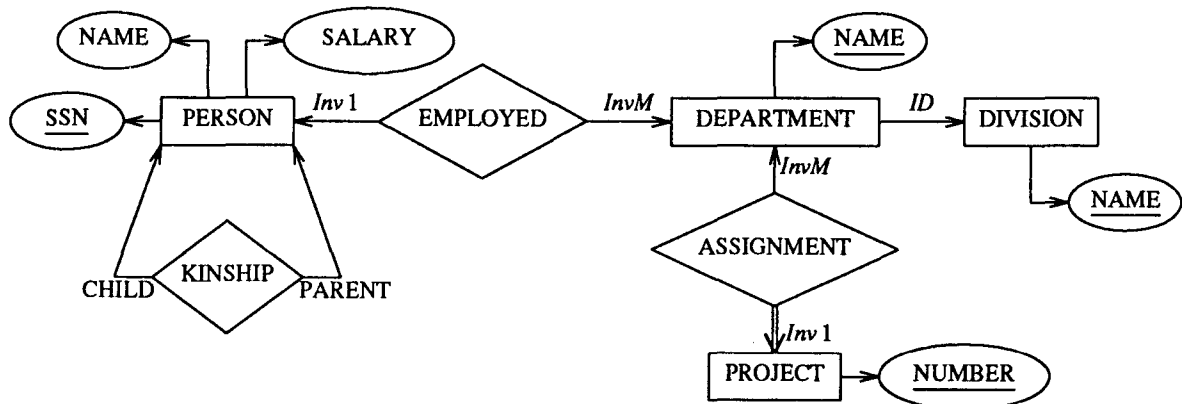 NAME
SALARY
NAME
SSN
PERSON
Inv 1
EMPLOYED
InvM
DEPARTMENT
ID
DIVISION
InvM
NAME
ASSIGNMENT
KINSHIP
CHILD
PARENT
Inv 1
PROJECT
NUMBER